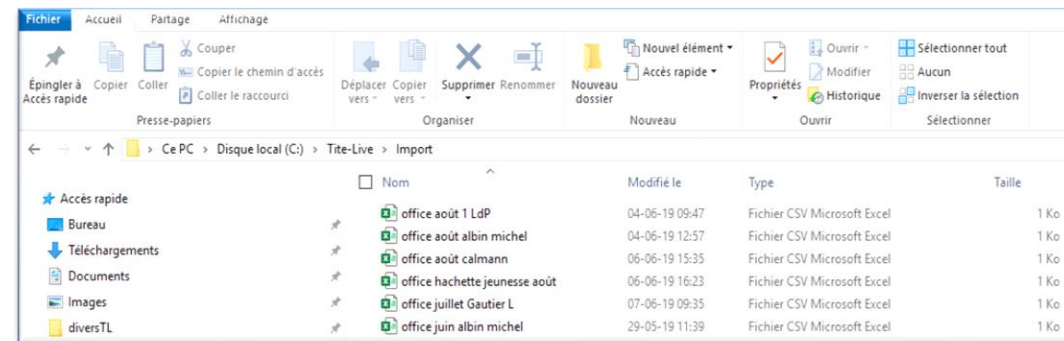 Fichier Accueil Partage Affichage
Épingler à Accès rapide
Copier
Coller
Couper
Copier le chemin d'accès
Coller le raccourci
Presse-papiers
Déplacer vers
Copier vers
Supprimer
Renommer
Organiser
Nouveau dossier
Nouvel élément
Accès rapide
Nouveau
Propriétés
Ouvrir
Modifier
Historique
Ouvrir
Sélectionner tout
Aucun
Inverser la sélection
Sélectionner
Ce PC > Disque local (C:) > Tite-Live > Import
Accès rapide
Bureau
Téléchargements
Documents
Images
diversTL
Nom Modifié le Type Taille
office août 1 LdP 04-06-19 09:47 Fichier CSV Microsoft Excel 1 Ko
office août albin michel 04-06-19 12:57 Fichier CSV Microsoft Excel 1 Ko
office août calmann 06-06-19 15:35 Fichier CSV Microsoft Excel 1 Ko
office hachette jeunesse août 06-06-19 16:23 Fichier CSV Microsoft Excel 1 Ko
office juillet Gautier L 07-06-19 09:35 Fichier CSV Microsoft Excel 1 Ko
office juin albin michel 29-05-19 11:39 Fichier CSV Microsoft Excel 1 Ko